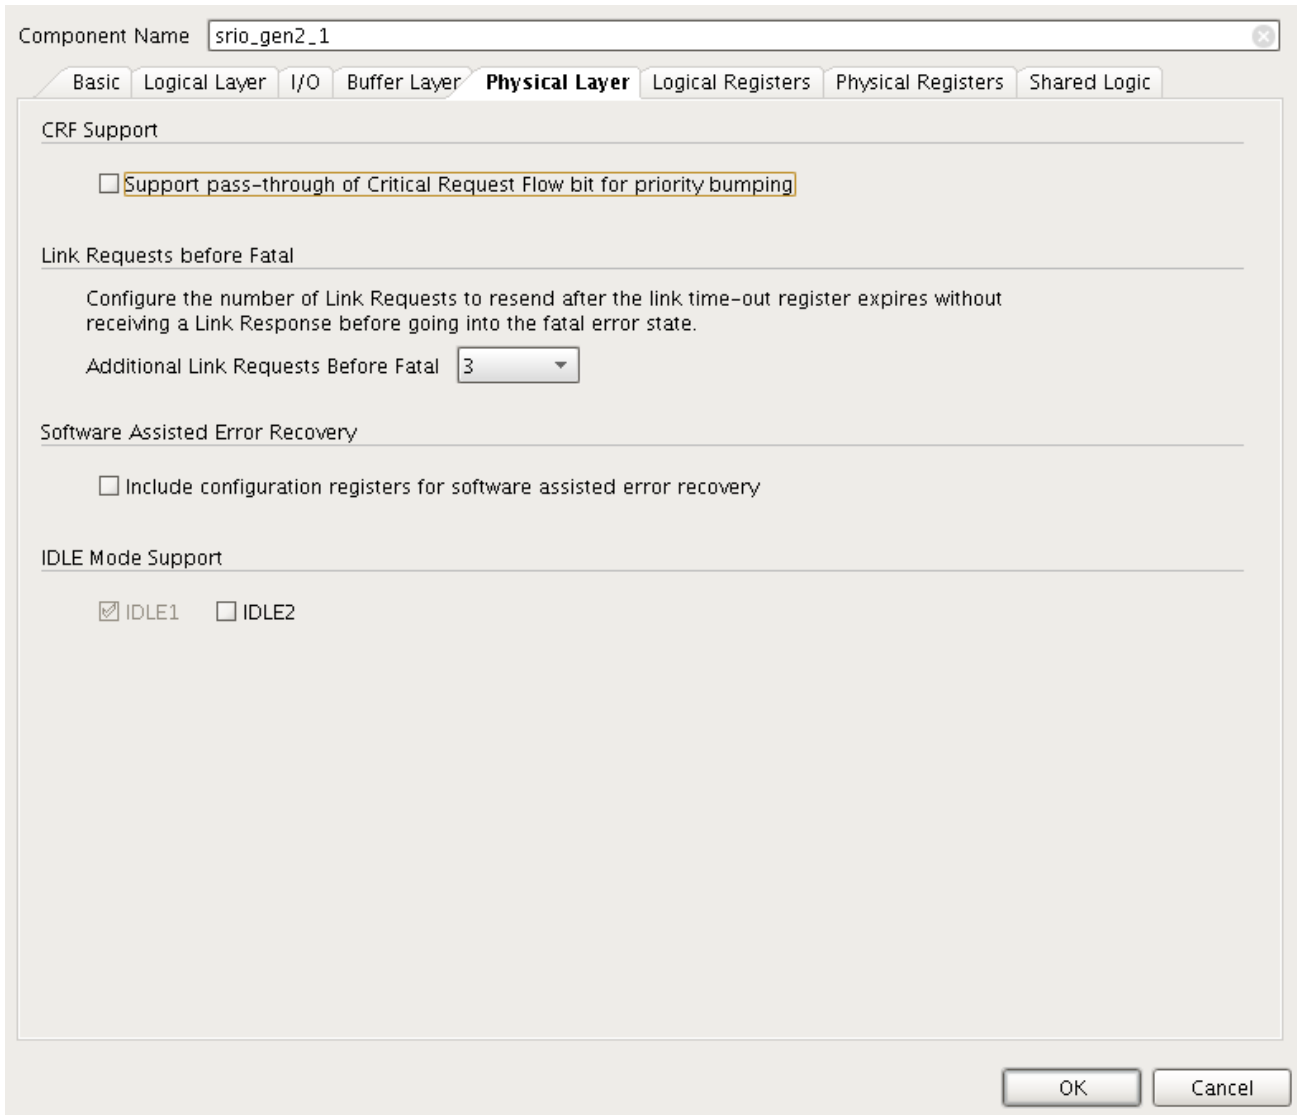 Component Name srio_gen2_1
Basic Logical Layer I/O Buffer Layer Physical Layer Logical Registers Physical Registers Shared Logic
CRF Support
Support pass-through of Critical Request Flow bit for priority bumping
Link Requests before Fatal
Configure the number of Link Requests to resend after the link time-out register expires without
receiving a Link Response before going into the fatal error state.
Additional Link Requests Before Fatal 3
Software Assisted Error Recovery
Include configuration registers for software assisted error recovery
IDLE Mode Support
IDLE1 IDLE2
OK Cancel